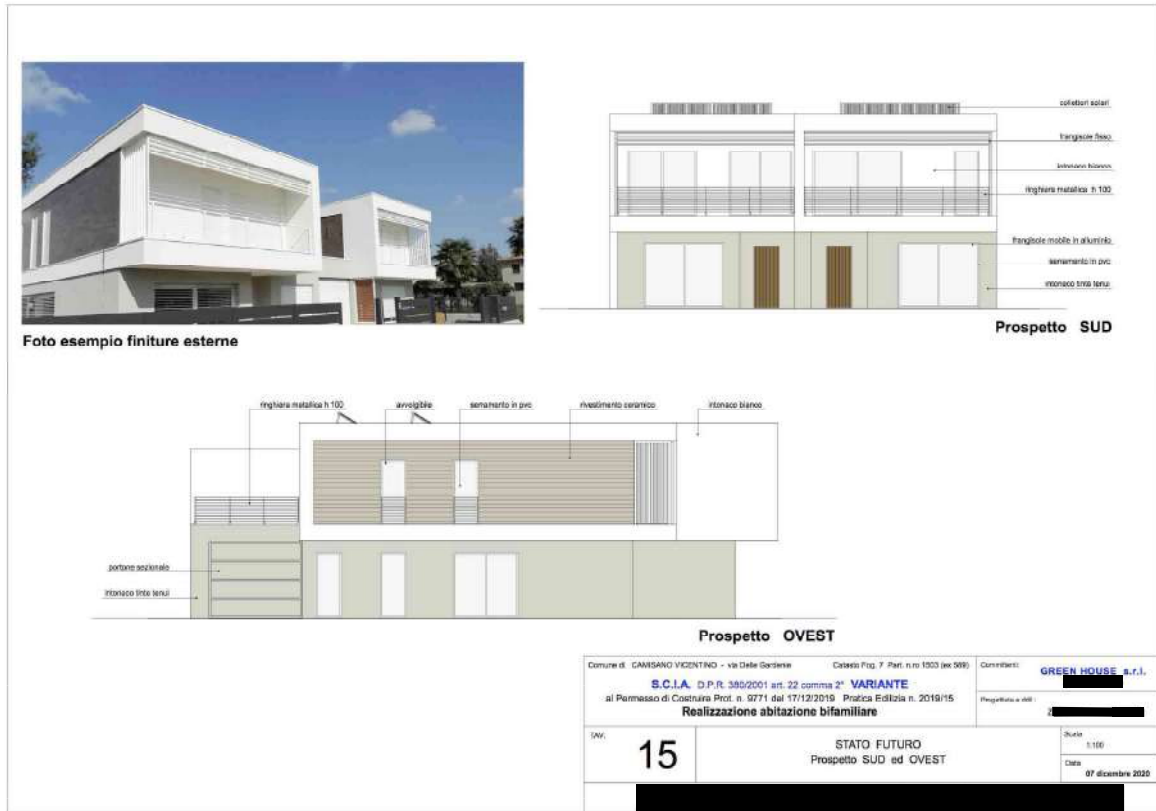 collettori solari
frangisole fisso
intonaco bianco
ringhiera metallica h 100
frangisole mobile in alluminio
serramento in pvc
intonaco tinte tenui
Prospetto SUD
Foto esempio finiture esterne
ringhiera metallica h 100
avvolgibile
serramento in pvc
rivestimento ceramico
intonaco bianco
portone sezionale
intonaco tinte tenui
Prospetto OVEST
Comune di CAMISANO VICENTINO - via Delle Gardenie Catasto Fog. 7 Part. n.ro 1503 (ex 589)
S.C.I.A. D.P.R. 380/2001 art. 22 comma 2° VARIANTE
al Permesso di Costruire Prot. n. 9771 del 17/12/2019 Pratica Edilizia n. 2019/15
Realizzazione abitazione bifamiliare
Committenti:
GREEN HOUSE s.r.l.
Progettista e DIR.:
TAV.
15
STATO FUTURO
Prospetto SUD ed OVEST
Scala
1:100
Data
07 dicembre 2020